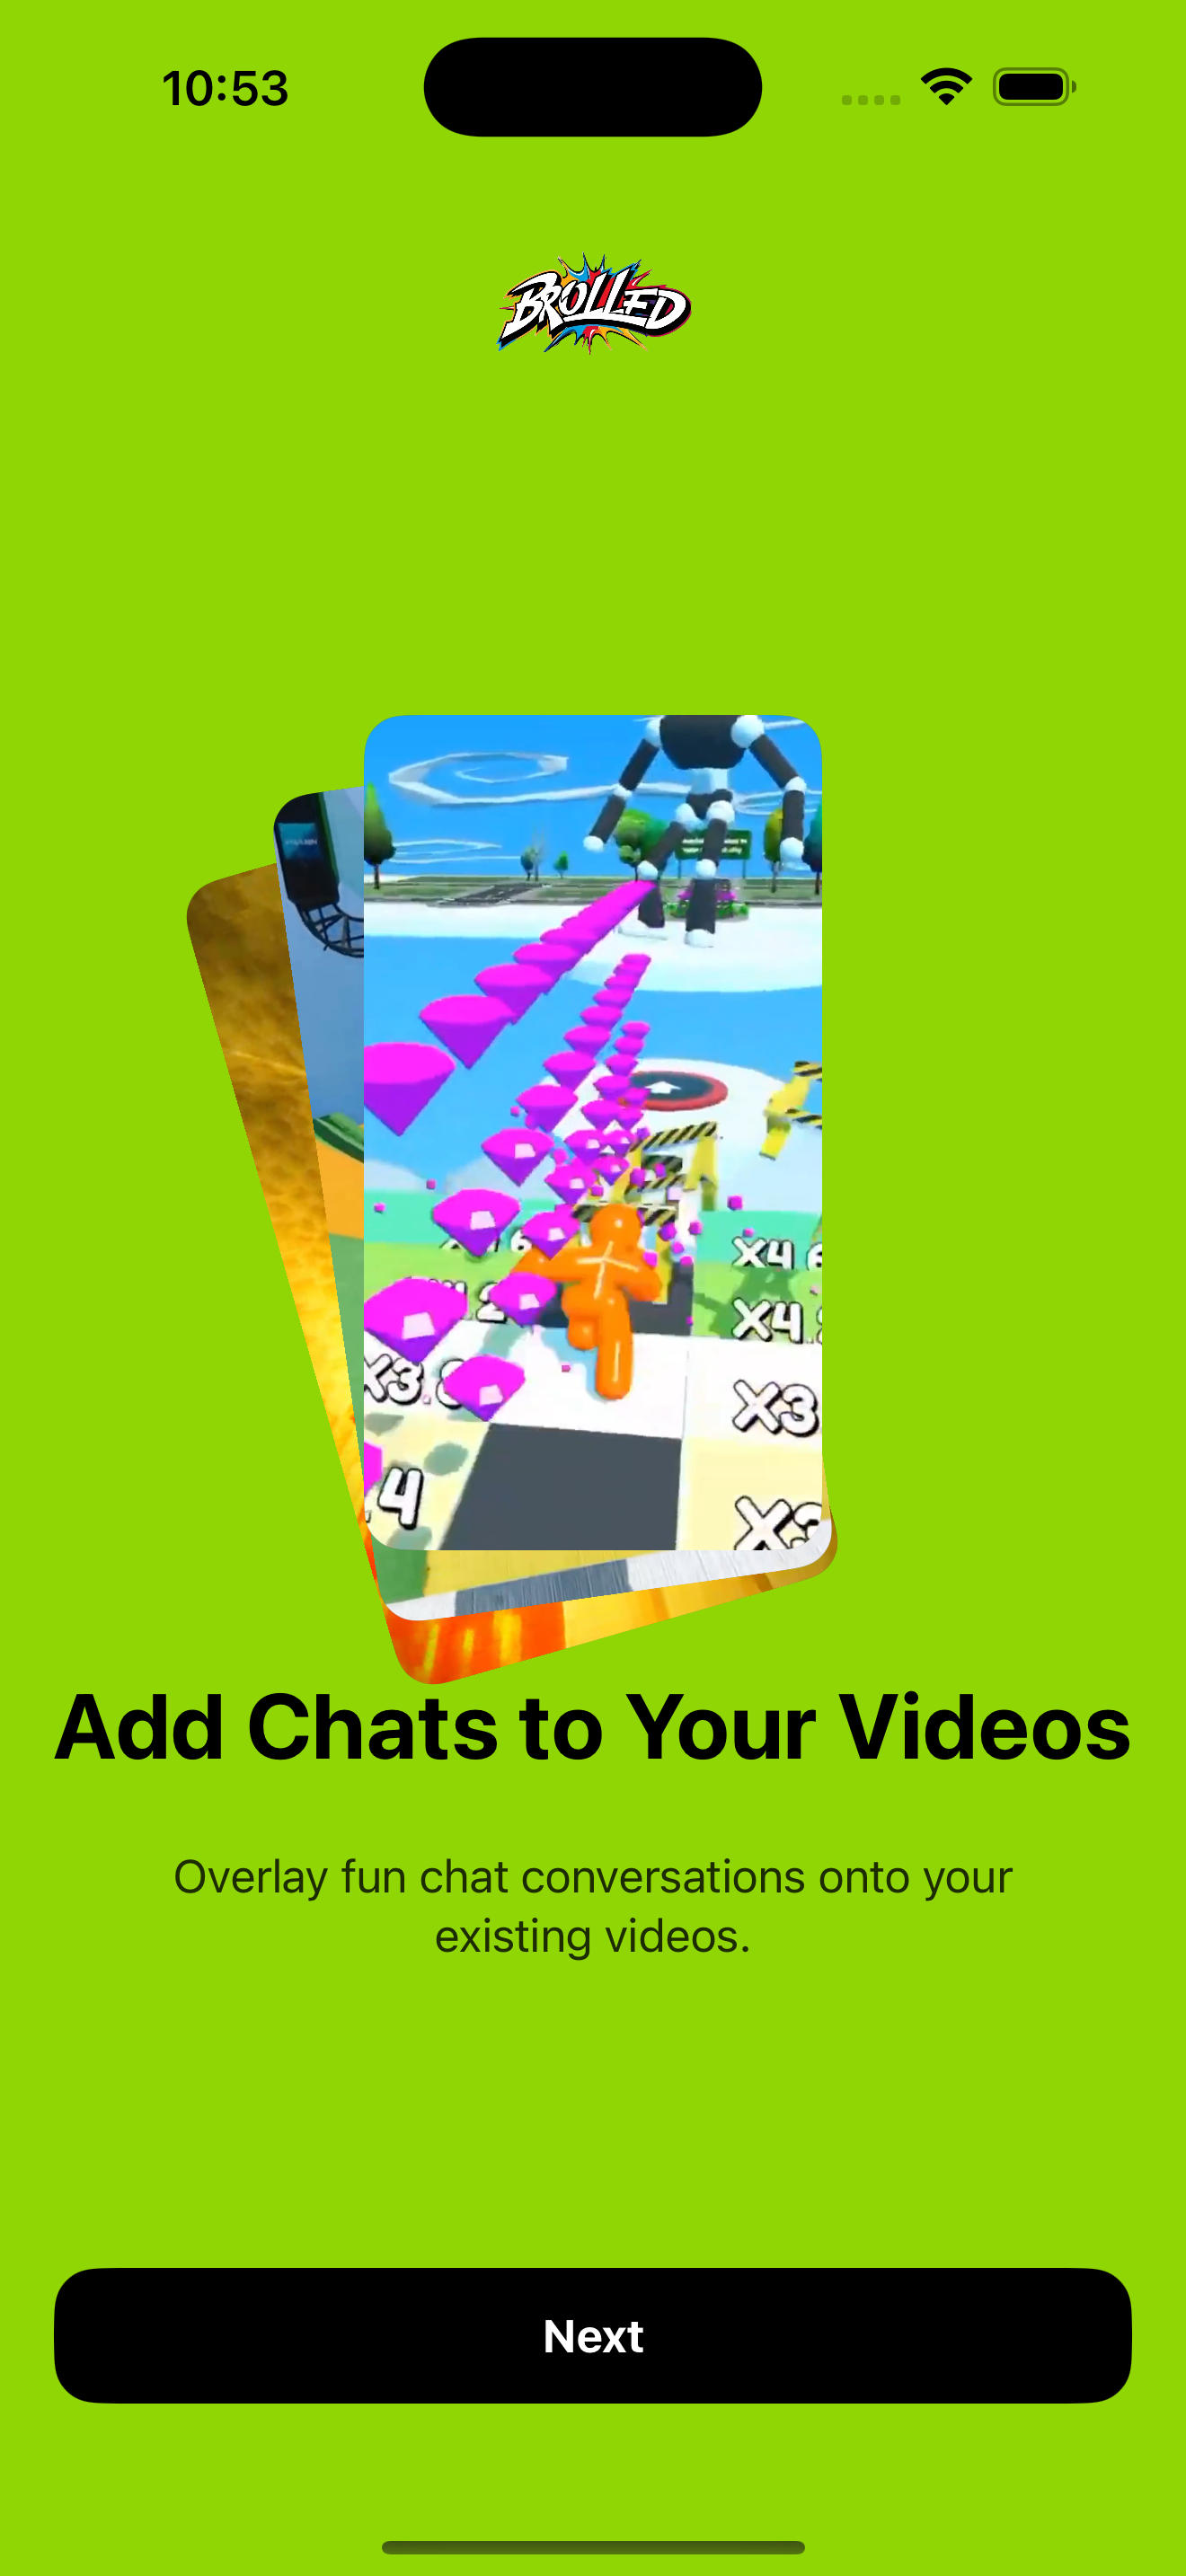 10:53
BROLLED
X4.6
X4.
X3.
X3
.4
X3
Add Chats to Your Videos
Overlay fun chat conversations onto your
existing videos.
Next